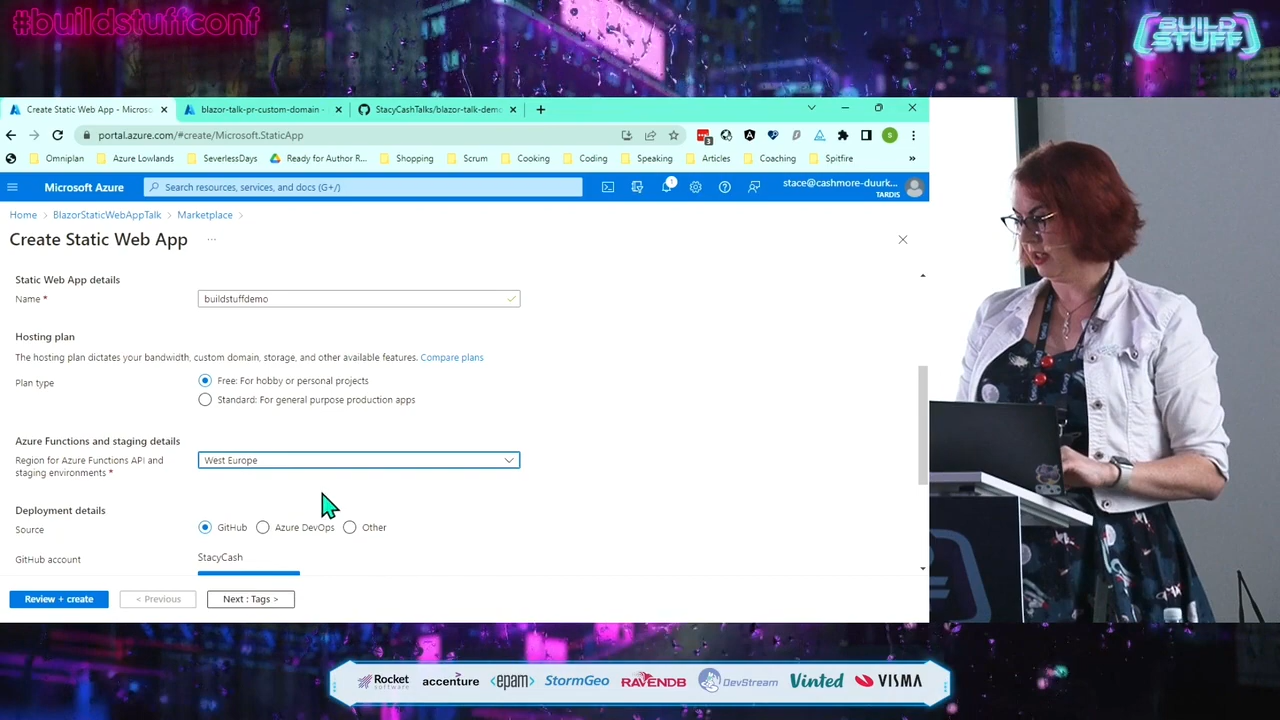 #buildstuffconf
BUILD STUFF
Create Static Web App - Microso
blazor-talk-pr-custom-domain -
StacyCashTalks/blazor-talk-demo
portal.azure.com/#create/Microsoft.StaticApp
S
3
Omniplan
Azure Lowlands
SeverlessDays
Ready for Author R...
Shopping
Scrum
Cooking
Coding
Speaking
Articles
Coaching
Spitfire
»
Microsoft Azure
Search resources, services, and docs (G+/)
1
stace@cashmore-duurk...
TARDIS
Home > BlazorStaticWebAppTalk > Marketplace >
Create Static Web App ...
Static Web App details
Name *
buildstuffdemo
Hosting plan
The hosting plan dictates your bandwidth, custom domain, storage, and other available features. Compare plans
Plan type
Free: For hobby or personal projects
Standard: For general purpose production apps
Azure Functions and staging details
Region for Azure Functions API and
staging environments *
West Europe
Deployment details
Source
GitHub
Azure DevOps
Other
GitHub account
StacyCash
Review + create
< Previous
Next : Tags >
Rocket
software
accenture
<epam>
StormGeo
RAVENDB
DevStream
Vinted
VISMA